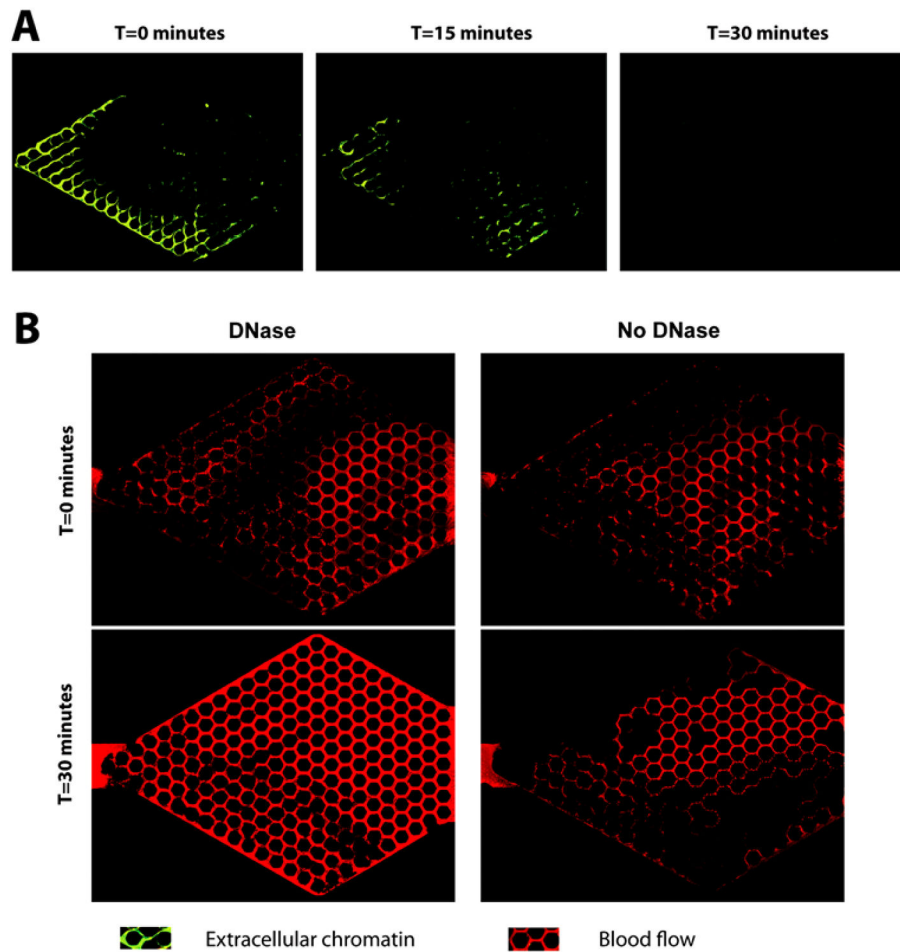 A
T=0 minutes T=15 minutes T=30 minutes
B
DNase No DNase
T=0 minutes
T=30 minutes
Extracellular chromatin Blood flow